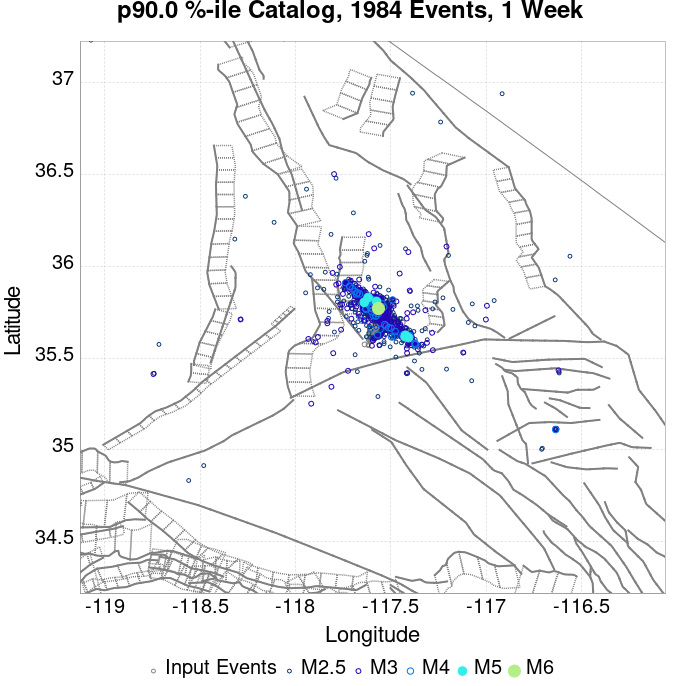 p90.0 %-ile Catalog, 1984 Events, 1 Week
37
36.5
36
35.5
35
34.5
Latitude
-119 -118.5 -118 -117.5 -117 -116.5
Longitude
Input Events M2.5 M3 M4 M5 M6